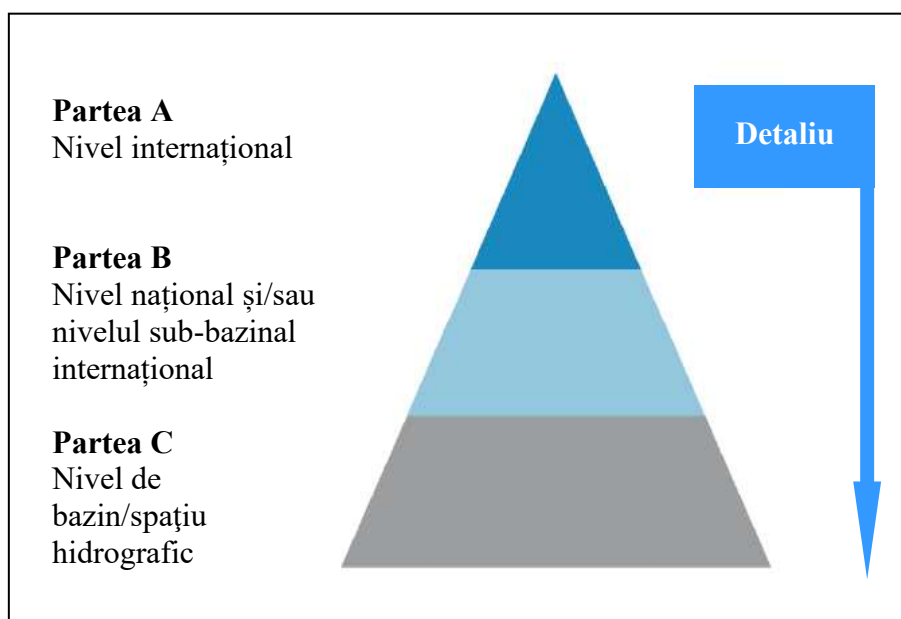 Partea A
Nivel internațional
Detaliu
Partea B
Nivel național și/sau
nivelul sub-bazinal
internațional
Partea C
Nivel de
bazin/spaţiu
hidrografic